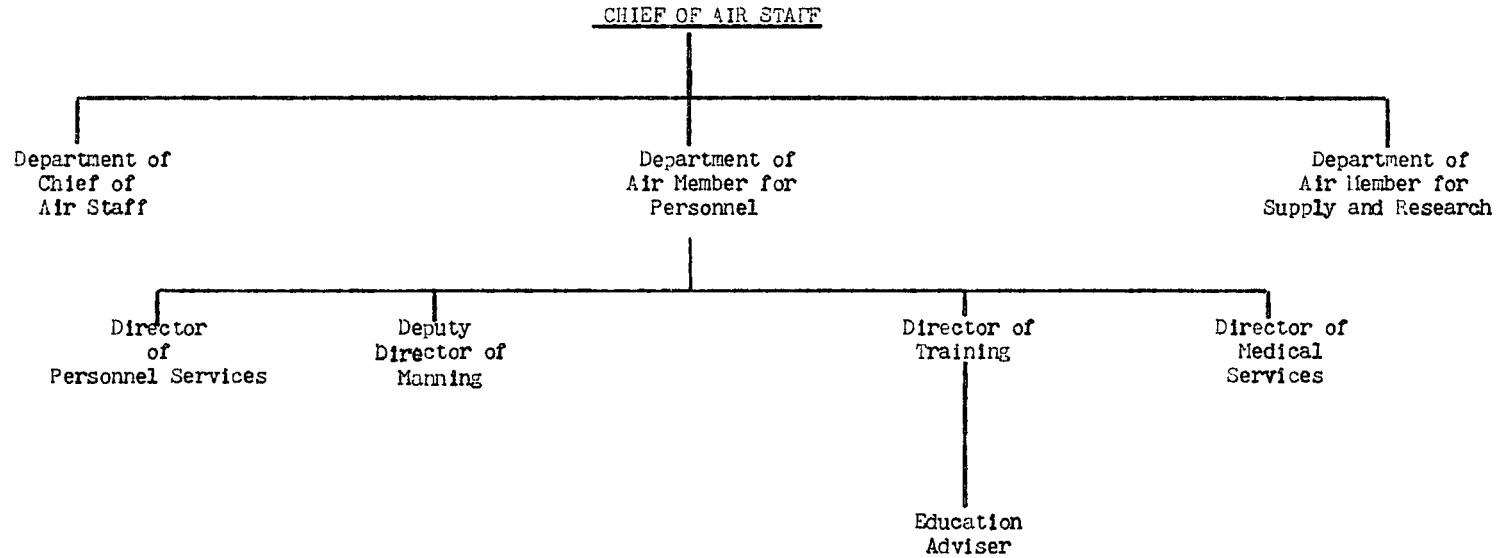 CHIEF OF AIR STAFF
Department of
Chief of
Air Staff
Department of
Air Member for
Personnel
Department of
Air Member for
Supply and Research
Director
of
Personnel Services
Deputy
Director of
Manning
Director of
Training
Director of
Medical
Services
Education
Adviser